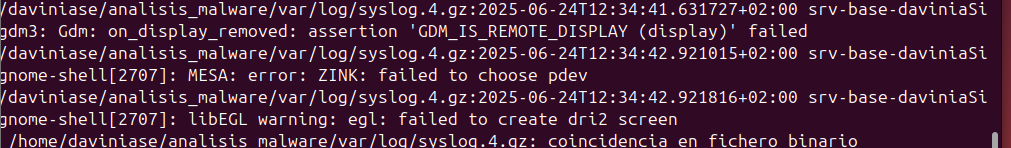 /daviniase/analisis_malware/var/log/syslog.4.gz:2025-06-24T12:34:41.631727+02:00 srv-base-daviniaSi
gdm3: Gdm: on_display_removed: assertion 'GDM_IS_REMOTE_DISPLAY (display)' failed
/daviniase/analisis_malware/var/log/syslog.4.gz:2025-06-24T12:34:42.921015+02:00 srv-base-daviniaSi
gnome-shell[2707]: MESA: error: ZINK: failed to choose pdev
/daviniase/analisis_malware/var/log/syslog.4.gz:2025-06-24T12:34:42.921816+02:00 srv-base-daviniaSi
gnome-shell[2707]: libEGL warning: egl: failed to create dri2 screen
/home/daviniase/analisis_malware/var/log/syslog.4.gz: coincidencia en fichero binario